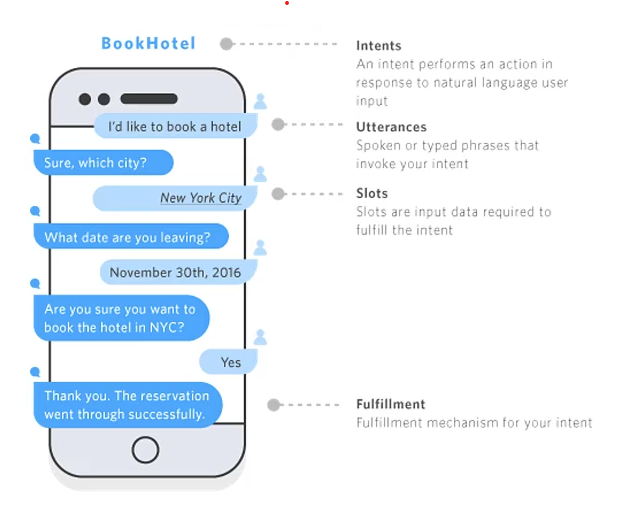 BookHotel
Intents
An intent performs an action in
response to natural language user
input
I'd like to book a hotel
Utterances
Spoken or typed phrases that
invoke your intent
Sure, which city?
New York City
Slots
Slots are input data required to
fulfill the intent
What date are you leaving?
November 30th, 2016
Are you sure you want to
book the hotel in NYC?
Yes
Thank you. The reservation
went through successfully.
Fulfillment
Fulfillment mechanism for your intent